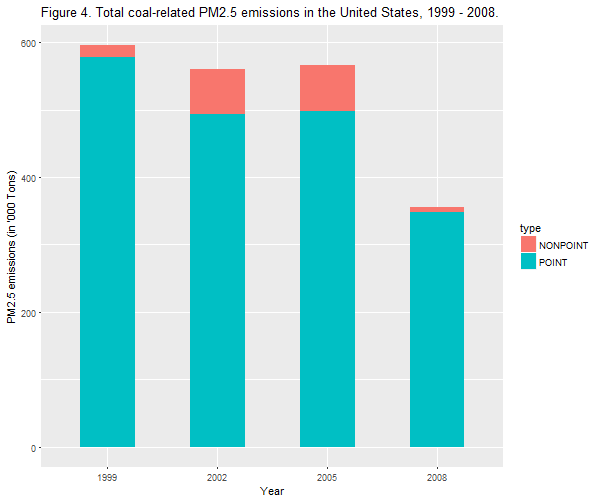 Figure 4. Total coal-related PM2.5 emissions in the United States, 1999 - 2008.
PM2.5 emissions (in '000 Tons)
600
400
200
0
1999 2002 2005 2008
Year
type
NONPOINT
POINT